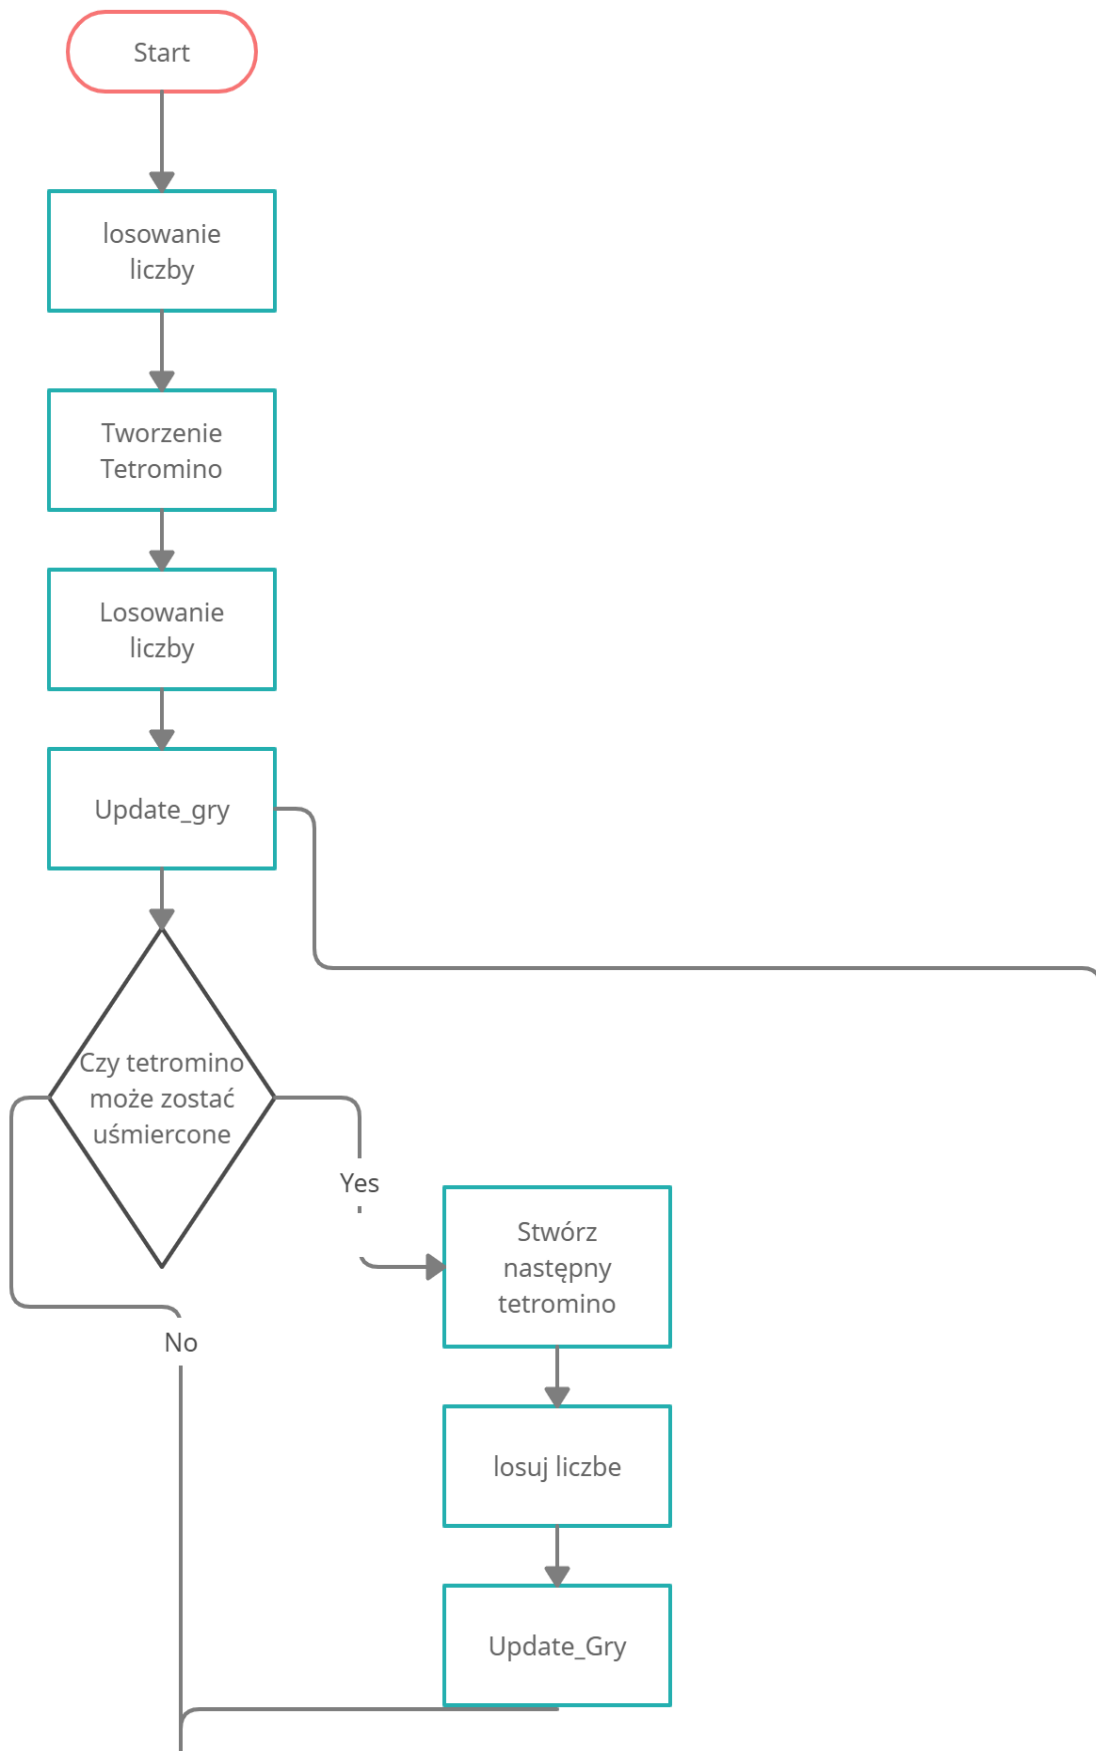 Start
losowanie
liczby
Tworzenie
Tetromino
Losowanie
liczby
Update_gry
Czy tetromino
może zostać
uśmiercone
Yes
No
Stwórz
następny
tetromino
losuj liczbe
Update_Gry